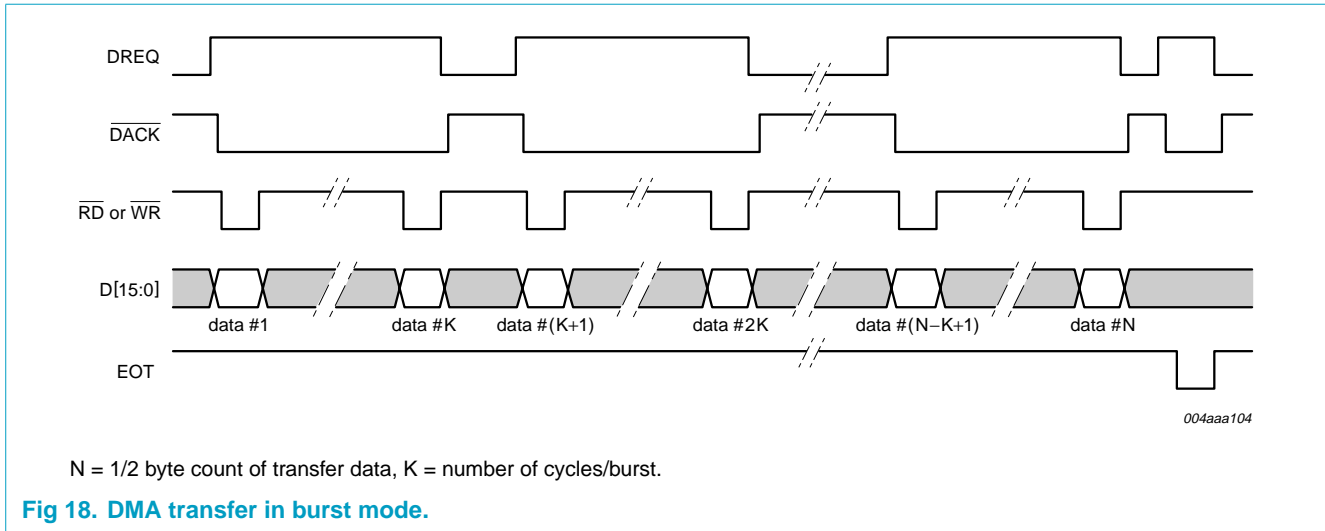 DREQ
DACK
RD or WR
D[15:0]
data #1 data #K data #(K+1) data #2K data #(N−K+1) data #N
EOT
004aaa104
N = 1/2 byte count of transfer data, K = number of cycles/burst.
Fig 18. DMA transfer in burst mode.